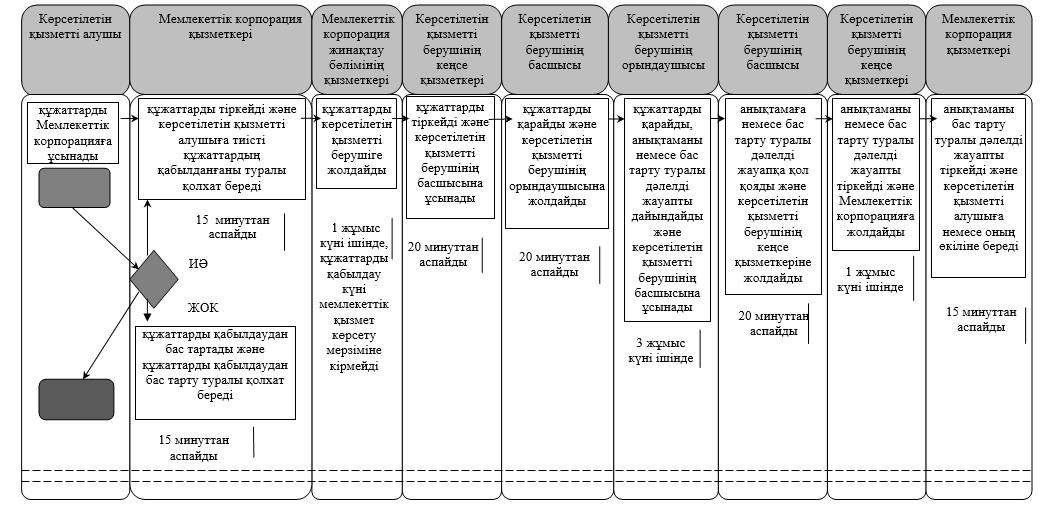 Көрсетілетін
қызметті алушы
Мемлекеттік корпорация
қызметкері
Мемлекеттік
корпорация
жинақтау
бөлімінің
қызметкері
Көрсетілетін
қызметті
берушінің
кеңсе
қызметкері
Көрсетілетін
қызметті
берушінің
басшысы
Көрсетілетін
қызметті
берушінің
орындаушысы
Көрсетілетін
қызметті
берушінің
басшысы
Көрсетілетін
қызметті
берушінің
кеңсе
қызметкері
Мемлекеттік
корпорация
қызметкері
құжаттарды
Мемлекеттік
корпорацияға
ұсынады
құжаттарды тіркейді және
көрсетілетін қызметті
алушыға тиісті
құжаттардың
қабылданғаны туралы
қолхат береді
15 минуттан
аспайды
ИӘ
ЖОК
құжаттарды қабылдаудан
бас тартады және
құжаттарды қабылдаудан
бас тарту туралы қолхат
береді
15 минуттан
аспайды
құжаттарды
көрсетілетін
қызметті
берушіге
жолдайды
1 жұмыс
күні ішінде,
құжаттарды
қабылдау
күні
мемлекеттік
қызмет
көрсету
мерзіміне
кірмейді
құжаттарды
тіркейді және
көрсетілетін
қызметті
берушінің
басшысына
ұсынады
20 минуттан
аспайды
құжаттарды
қарайды және
көрсетілетін
қызметті
берушінің
орындаушысына
жолдайды
20 минуттан
аспайды
құжаттарды
қарайды,
анықтаманы
немесе бас
тарту туралы
дәлелді
жауапты
дайындайды
және
көрсетілетін
қызметті
берушінің
басшысына
ұсынады
3 жұмыс
күні ішінде
анықтамаға
немесе бас
тарту туралы
дәлелді
жауапқа қол
қояды және
көрсетілетін
қызметті
берушінің
кеңсе
қызметкеріне
жолдайды
20 минуттан
аспайды
анықтаманы
немесе бас
тарту туралы
дәлелді
жауапты
тіркейді және
Мемлекеттік
корпорацияға
жолдайды
1 жұмыс
күні ішінде
анықтаманы
бас тарту
туралы дәлелді
жауапты
тіркейді және
көрсетілетін
қызметті
алушыға
немесе оның
өкіліне береді
15 минуттан
аспайды